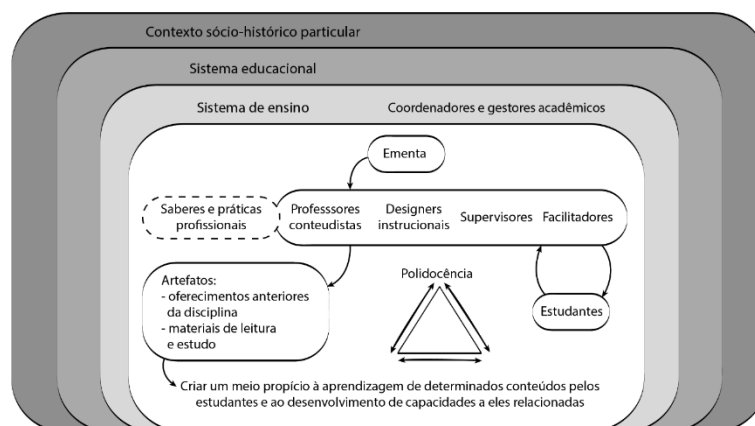 Contexto sócio-histórico particular
Sistema educacional
Sistema de ensino
Coordenadores e gestores acadêmicos
Ementa
Saberes e práticas
profissionais
Professsores
conteudistas
Designers
instrucionais
Supervisores
Facilitadores
Artefatos:
- oferecimentos anteriores
da disciplina
- materiais de leitura
e estudo
Polidocência
Estudantes
Criar um meio propício à aprendizagem de determinados conteúdos pelos
estudantes e ao desenvolvimento de capacidades a eles relacionadas